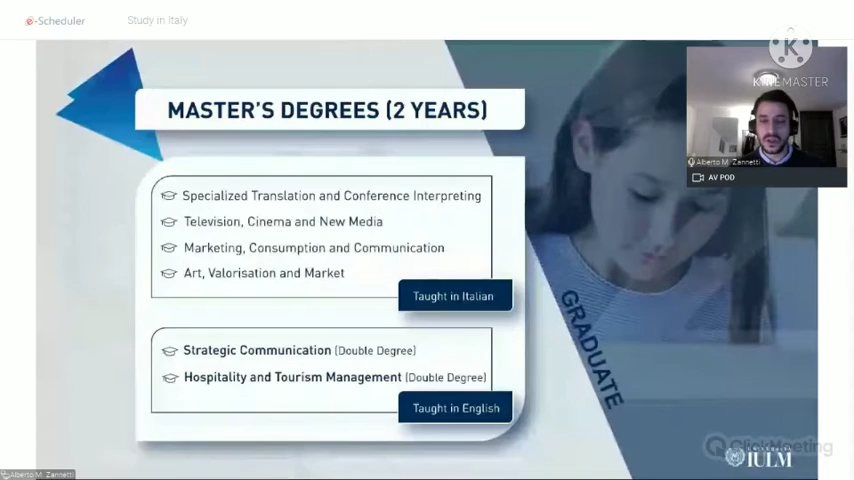 e-Scheduler
Study in Italy
K
KINEMASTER
MASTER'S DEGREES (2 YEARS)
Alberto M. Zannetti
AV POD
Specialized Translation and Conference Interpreting
Television, Cinema and New Media
Marketing, Consumption and Communication
Art, Valorisation and Market
Taught in Italian
GRADUATE
Strategic Communication (Double Degree)
Hospitality and Tourism Management (Double Degree)
Taught in English
ClickMeeting
IULM
Alberto M. Zannetti